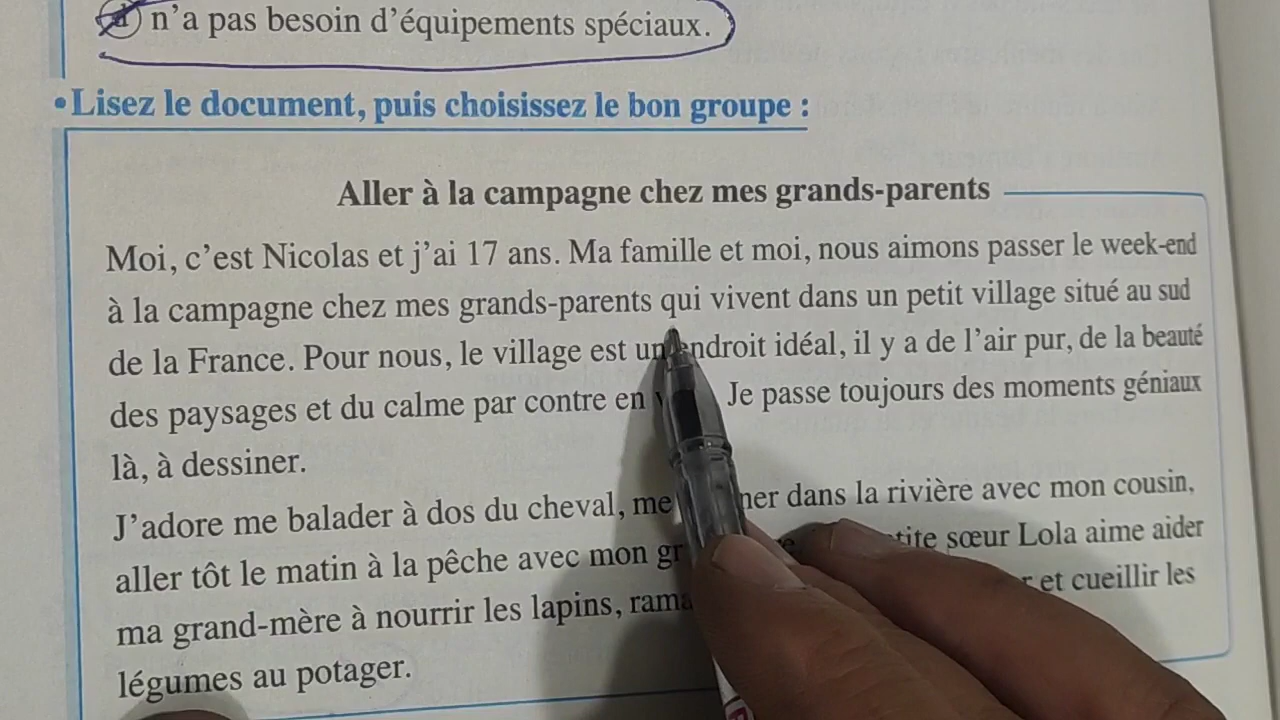 n'a pas besoin d'équipements spéciaux.
•Lisez le document, puis choisissez le bon groupe :
Aller à la campagne chez mes grands-parents
Moi, c'est Nicolas et j'ai 17 ans. Ma famille et moi, nous aimons passer le week-end
à la campagne chez mes grands-parents qui vivent dans un petit village situé au sud
de la France. Pour nous, le village est un endroit idéal, il y a de l'air pur, de la beauté
des paysages et du calme par contre en Je passe toujours des moments géniaux
là, à dessiner.
J'adore me balader à dos du cheval, me dans la rivière avec mon cousin,
aller tôt le matin à la pêche avec mon sœur Lola aime aider
ma grand-mère à nourrir les lapins, et cueillir les
légumes au potager.